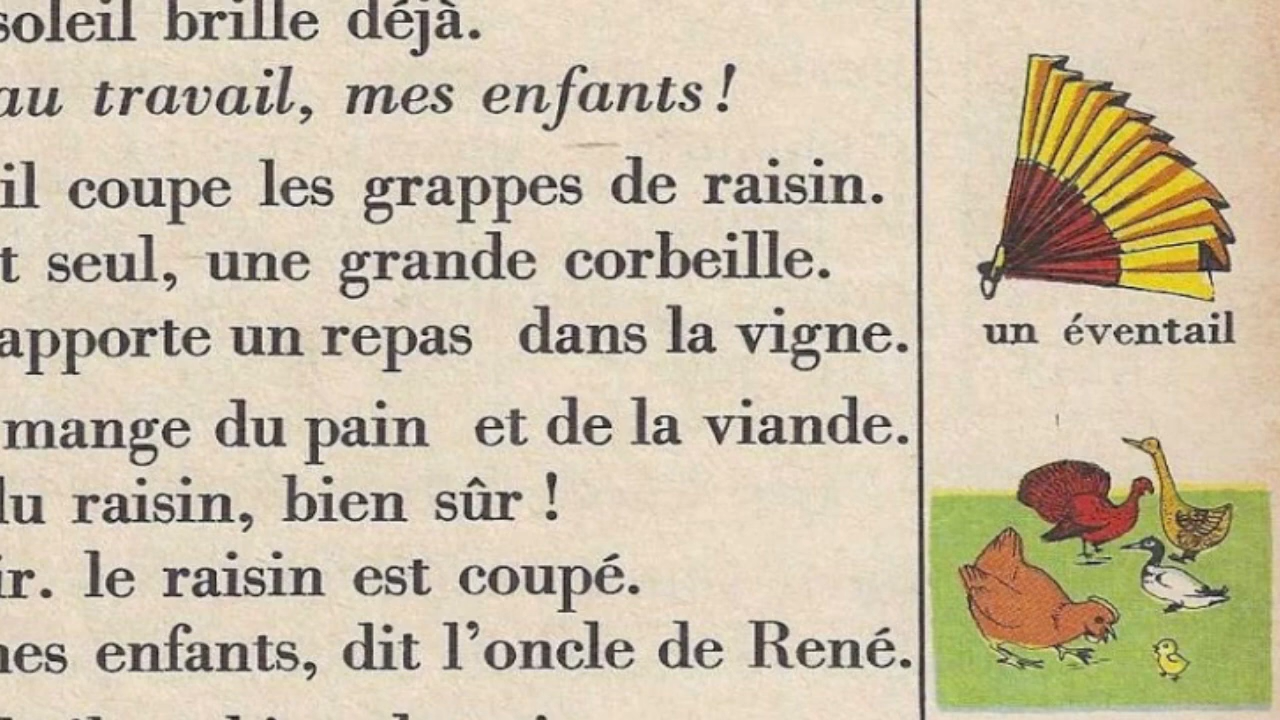 soleil brille déjà.
au travail, mes enfants !
il coupe les grappes de raisin.
t seul, une grande corbeille.
apporte un repas dans la vigne.
mange du pain et de la viande.
du raisin, bien sûr !
ir. le raisin est coupé.
enfants, dit l'oncle de René.
un éventail